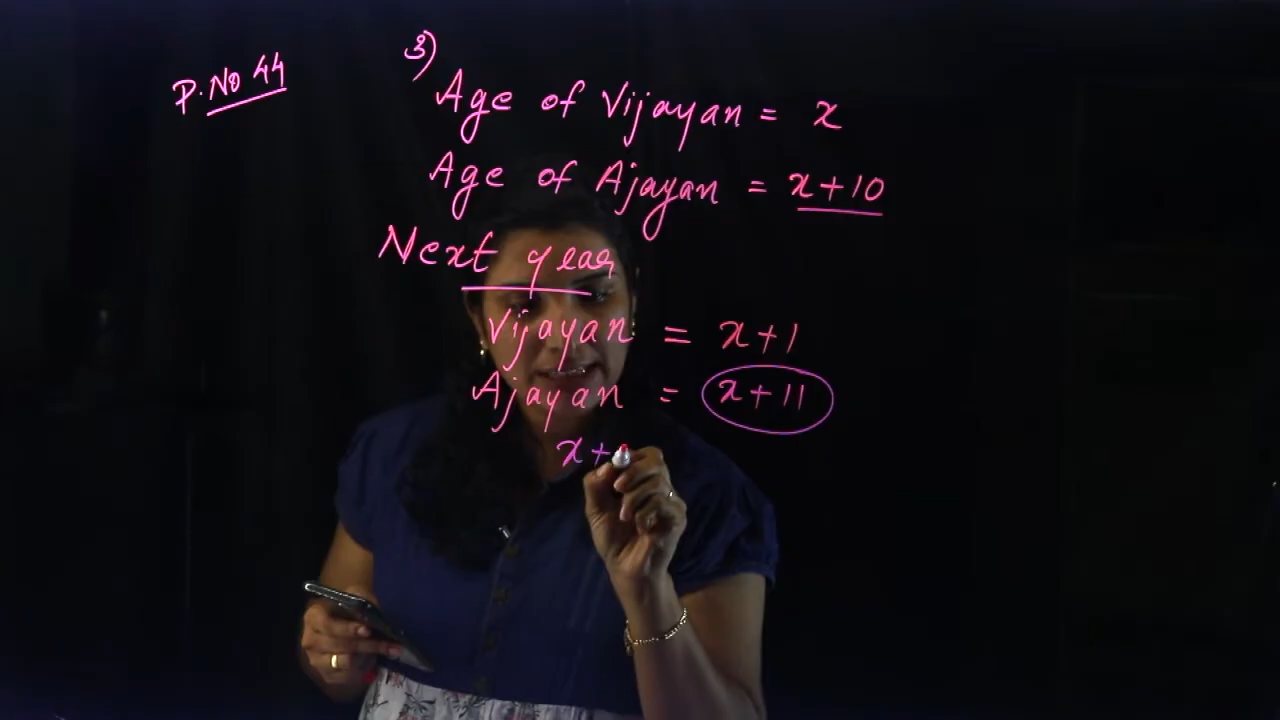 P.No 44
3)
Age of Vijayan = x
Age of Ajayan = x+10
Next year
Vijayan = x+1
Ajayan = x+11
x+